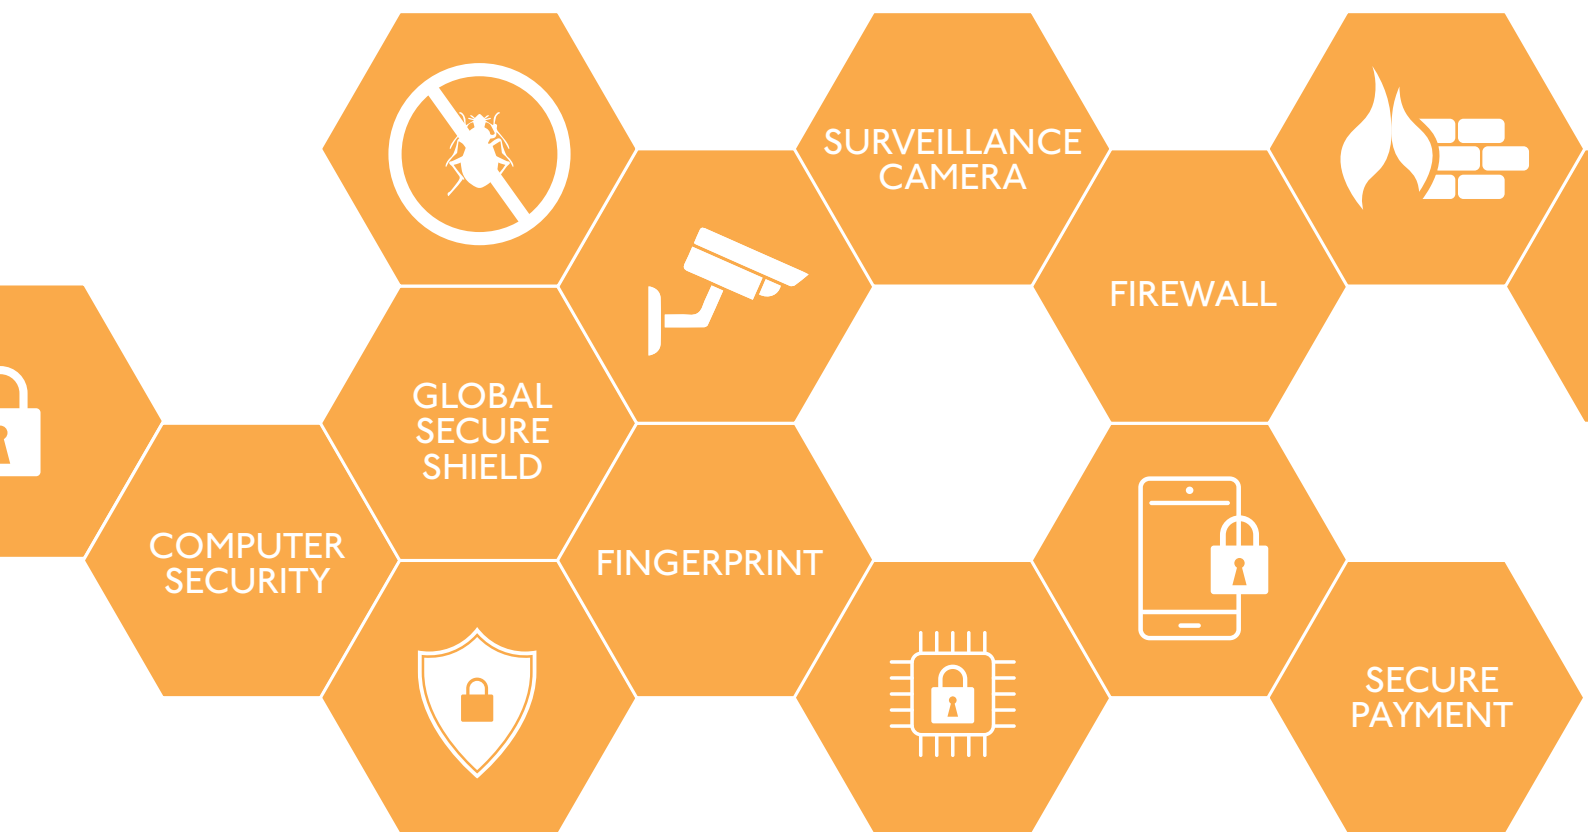 SURVEILLANCE
CAMERA
FIREWALL
GLOBAL
SECURE
SHIELD
COMPUTER
SECURITY
FINGERPRINT
SECURE
PAYMENT